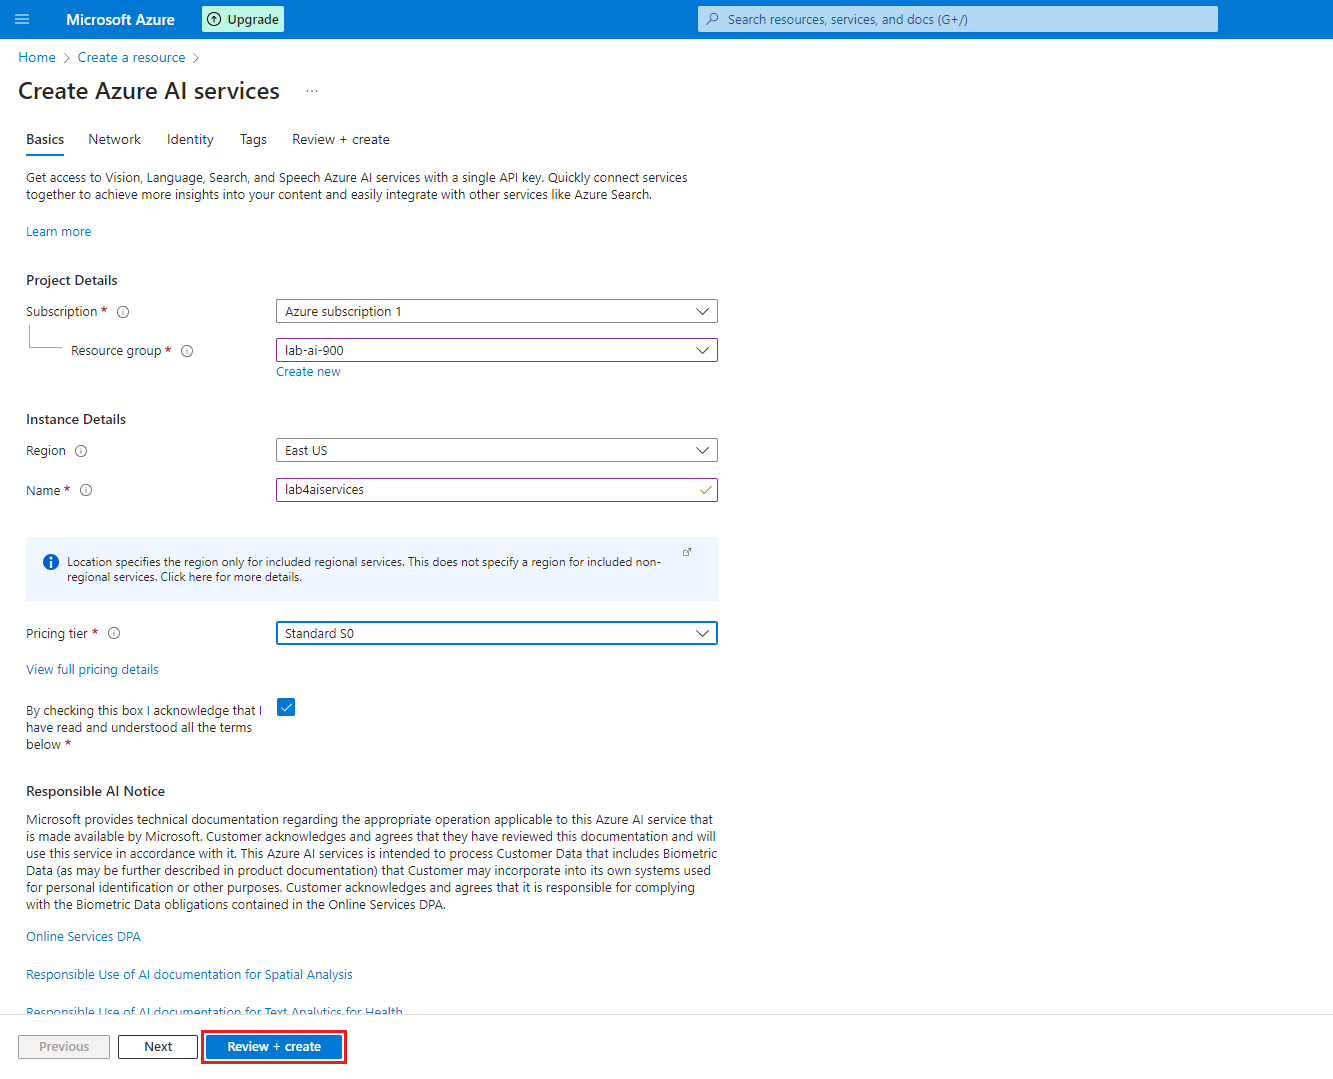 Microsoft Azure
Upgrade
Search resources, services, and docs (G+/)
Home > Create a resource >
Create Azure AI services ...
Basics Network Identity Tags Review + create
Get access to Vision, Language, Search, and Speech Azure AI services with a single API key. Quickly connect services
together to achieve more insights into your content and easily integrate with other services like Azure Search.
Learn more
Project Details
Subscription *
Azure subscription 1
Resource group *
lab-ai-900
Create new
Instance Details
Region
East US
Name *
lab4aiservices
Location specifies the region only for included regional services. This does not specify a region for included non-
regional services. Click here for more details.
Pricing tier *
Standard S0
View full pricing details
By checking this box I acknowledge that I
have read and understood all the terms
below *
Responsible AI Notice
Microsoft provides technical documentation regarding the appropriate operation applicable to this Azure AI service that
is made available by Microsoft. Customer acknowledges and agrees that they have reviewed this documentation and will
use this service in accordance with it. This Azure AI services is intended to process Customer Data that includes Biometric
Data (as may be further described in product documentation) that Customer may incorporate into its own systems used
for personal identification or other purposes. Customer acknowledges and agrees that it is responsible for complying
with the Biometric Data obligations contained in the Online Services DPA.
Online Services DPA
Responsible Use of AI documentation for Spatial Analysis
Responsible Use of AI documentation for Text Analytics for Health
Previous Next Review + create